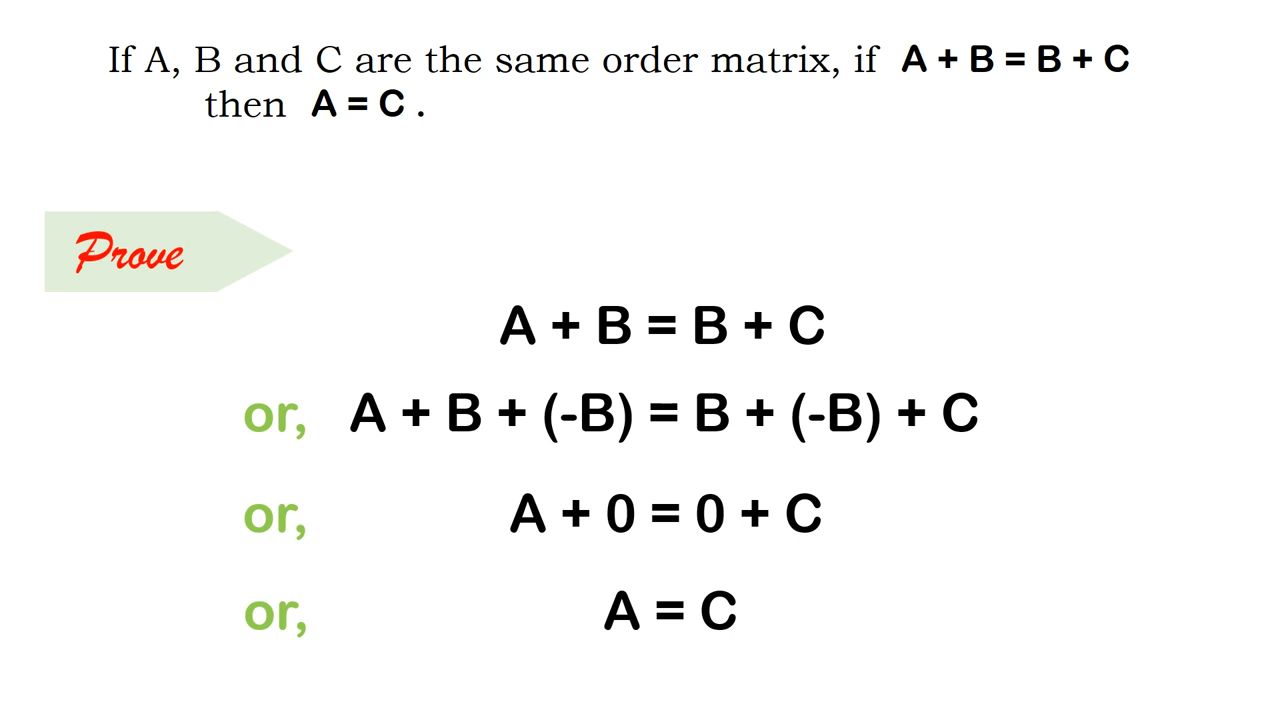 If A, B and C are the same order matrix, if A + B = B + C
then A = C .
Prove
A + B = B + C
or, A + B + (-B) = B + (-B) + C
or, A + 0 = 0 + C
or, A = C